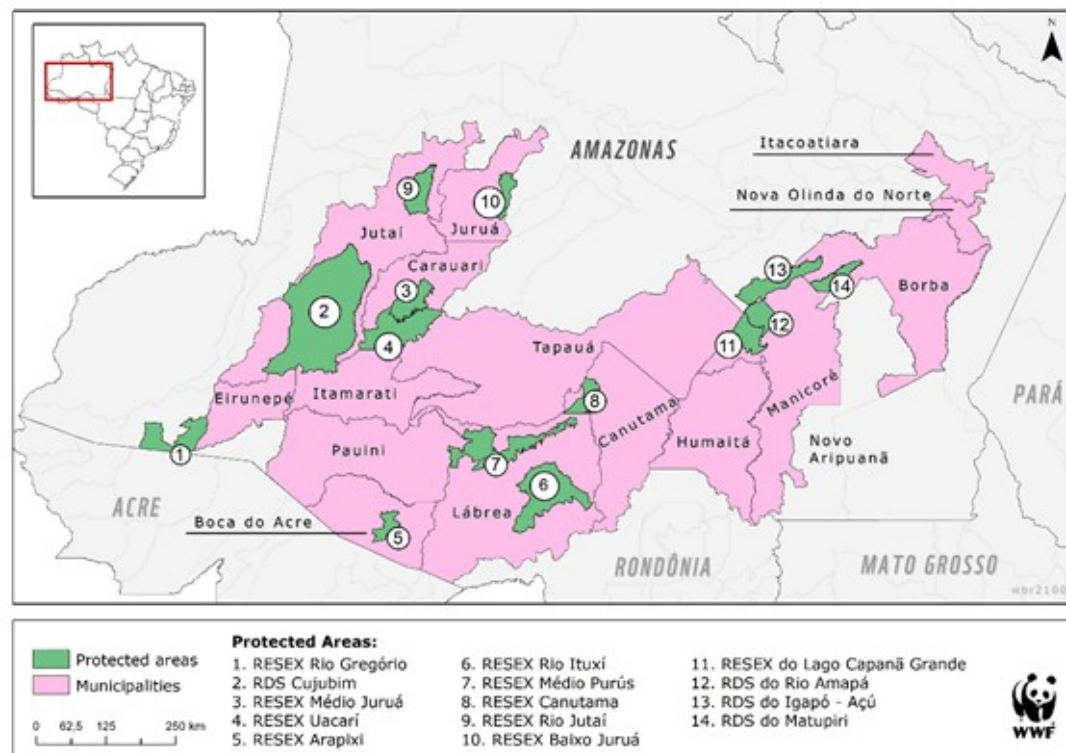 N
AMAZONAS
Itacoatiara
Nova Olinda do Norte
9
10
Jutaí
Juruá
Carauari
13
14
Borba
3
2
12
4
11
Tapauá
Eirunepé
Itamarati
8
Manicoré
PARÁ
Canutama
Humaitá
Novo
Aripuanã
1
Pauini
7
6
ACRE
Lábrea
Boca do Acre
5
RONDÔNIA
MATO GROSSO
wbr2100
Protected areas
Municipalities
0 62,5 125 250 km
Protected Areas:
1. RESEX Rio Gregório
2. RDS Cujubim
3. RESEX Médio Juruá
4. RESEX Uacarí
5. RESEX Arapixi
6. RESEX Rio Ituxí
7. RESEX Médio Purús
8. RESEX Canutama
9. RESEX Rio Jutaí
10. RESEX Baixo Juruá
11. RESEX do Lago Capanã Grande
12. RDS do Rio Amapá
13. RDS do Igapó - Açú
14. RDS do Matupiri
WWF